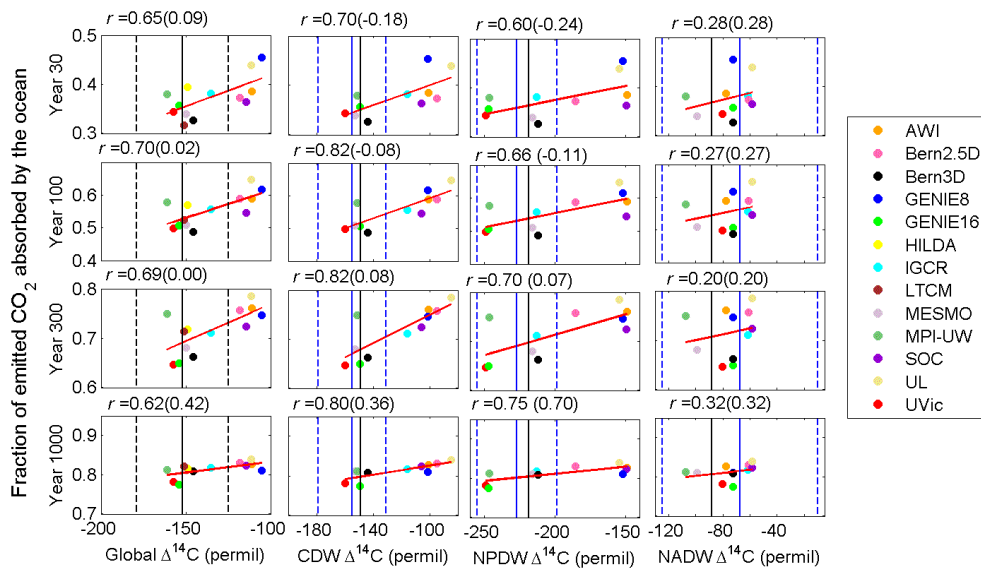 r =0.65(0.09)
r =0.70(-0.18)
r =0.60(-0.24)
r =0.28(0.28)
0.5
0.4
0.3
Year 30
r =0.70(0.02)
r =0.82(-0.08)
r =0.66 (-0.11)
r =0.27(0.27)
0.6
0.5
0.4
Year 100
r =0.69(0.00)
r =0.82(0.08)
r =0.70 (0.07)
r =0.20(0.20)
0.8
0.7
0.6
Year 300
r =0.62(0.42)
r =0.80(0.36)
r =0.75 (0.70)
r =0.32(0.32)
0.9
0.8
0.7
Year 1000
Fraction of emitted CO2 absorbed by the ocean
-200 -150 -100
-180 -140 -100
-250 -200 -150
-120 -80 -40
Global Δ14C (permil)
CDW Δ14C (permil)
NPDW Δ14C (permil)
NADW Δ14C (permil)
AWI
Bern2.5D
Bern3D
GENIE8
GENIE16
HILDA
IGCR
LTCM
MESMO
MPI-UW
SOC
UL
UVic